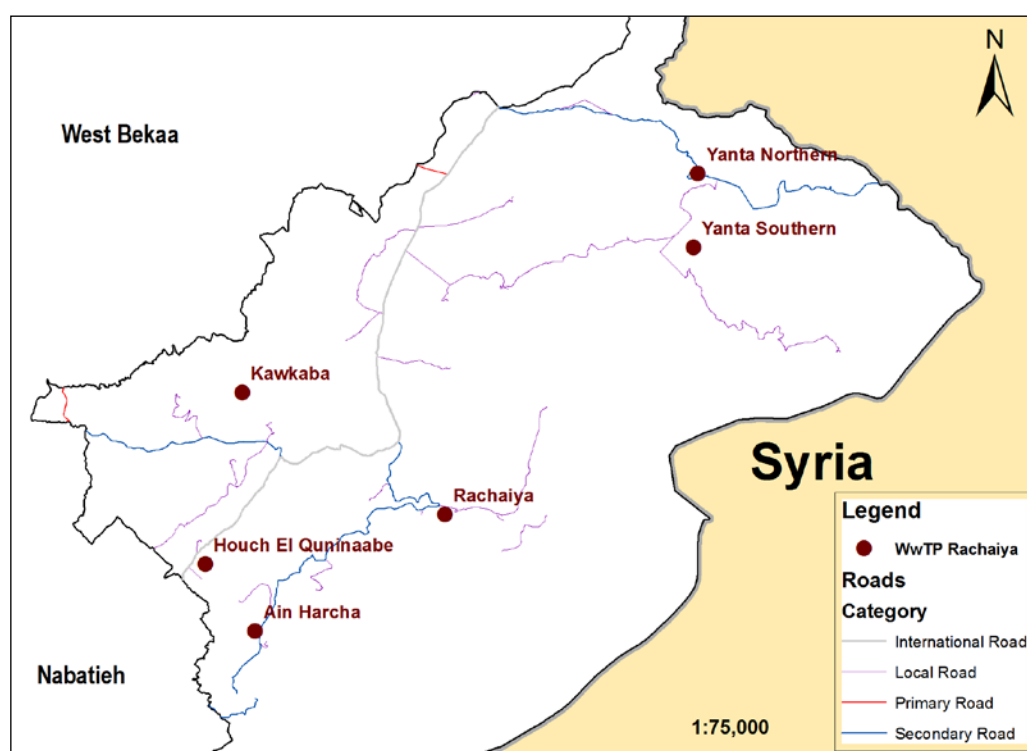 N
West Bekaa
Yanta Northern
Yanta Southern
Kawkaba
Syria
Rachaiya
Houch El Quninaabe
Ain Harcha
Nabatieh
1:75,000
Legend
WwTP Rachaiya
Roads
Category
International Road
Local Road
Primary Road
Secondary Road